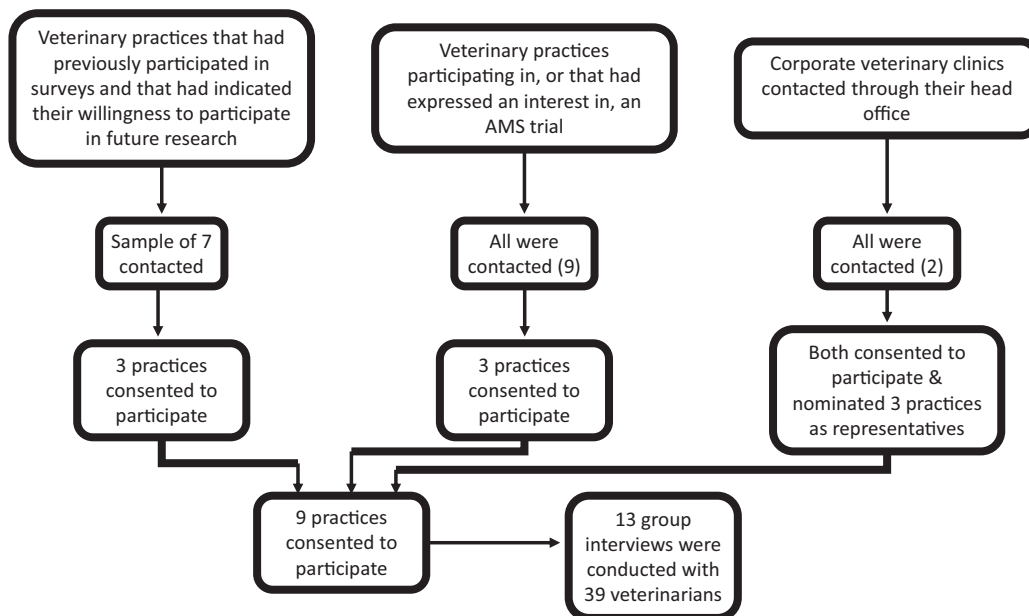 Veterinary practices that had
previously participated in
surveys and that had indicated
their willingness to participate
in future research
Veterinary practices
participating in, or that had
expressed an interest in, an
AMS trial
Corporate veterinary clinics
contacted through their head
office
Sample of 7
contacted
All were
contacted (9)
All were
contacted (2)
3 practices
consented to
participate
3 practices
consented to
participate
Both consented to
participate &
nominated 3 practices
as representatives
9 practices
consented to
participate
13 group
interviews were
conducted with
39 veterinarians